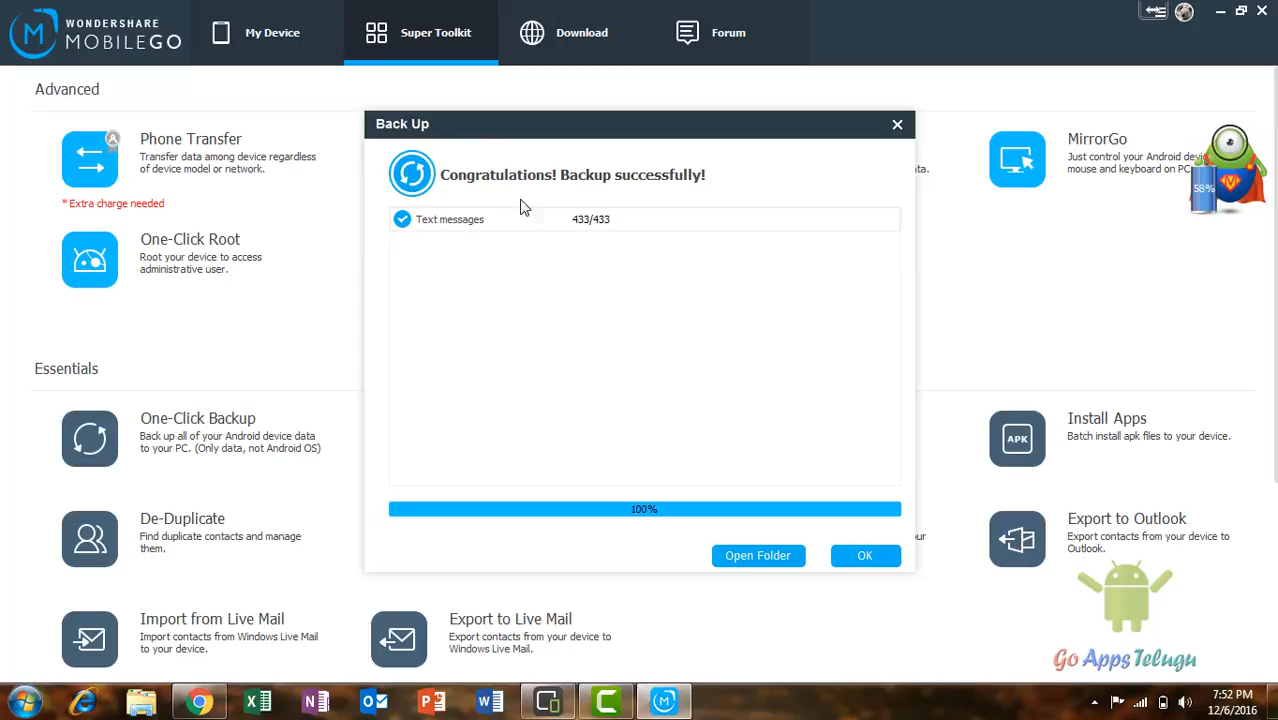 WONDERSHARE
MOBILEGO
My Device
Super Toolkit
Download
Forum
Advanced
Phone Transfer
Transfer data among device regardless
of device model or network.
* Extra charge needed
One-Click Root
Root your device to access
administrative user.
Back Up
Congratulations! Backup successfully!
Text messages 433/433
100%
Open Folder
OK
ata.
MirrorGo
Just control your Android
mouse and keyboard on PC
58%
Essentials
One-Click Backup
Back up all of your Android device data
to your PC. (Only data, not Android OS)
Install Apps
Batch install apk files to your device.
APK
De-Duplicate
Find duplicate contacts and manage
them.
our
Export to Outlook
Export contacts from your device to
Outlook.
Import from Live Mail
Import contacts from Windows Live Mail
to your device.
Export to Live Mail
Export contacts from your device to
Windows Live Mail.
Go Apps Telugu
7:52 PM
12/6/2016